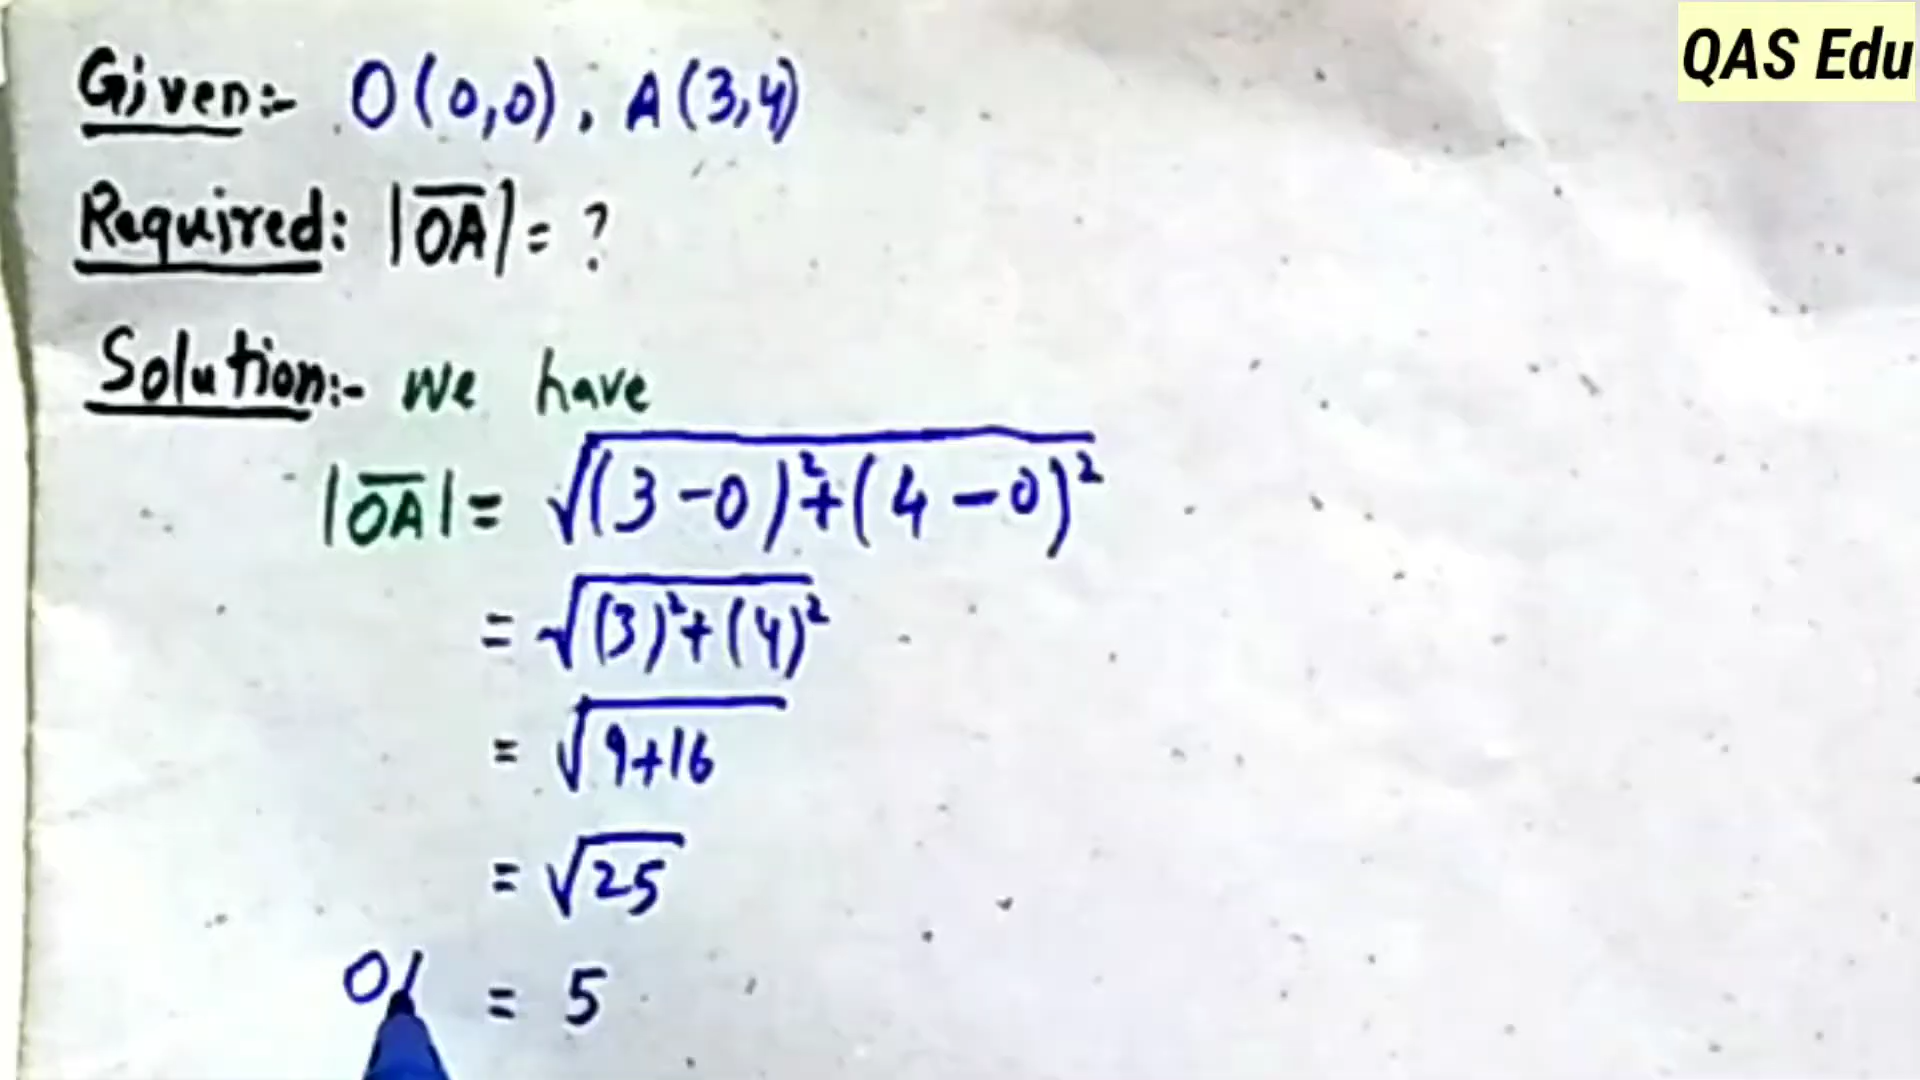 QAS Edu
Given:- O(0,0), A(3,4)
Required: |OA̅| = ?
Solution:- we have
|OA̅| = √(3-0)²+(4-0)²
= √(3)²+(4)²
= √9+16
= √25
= 5